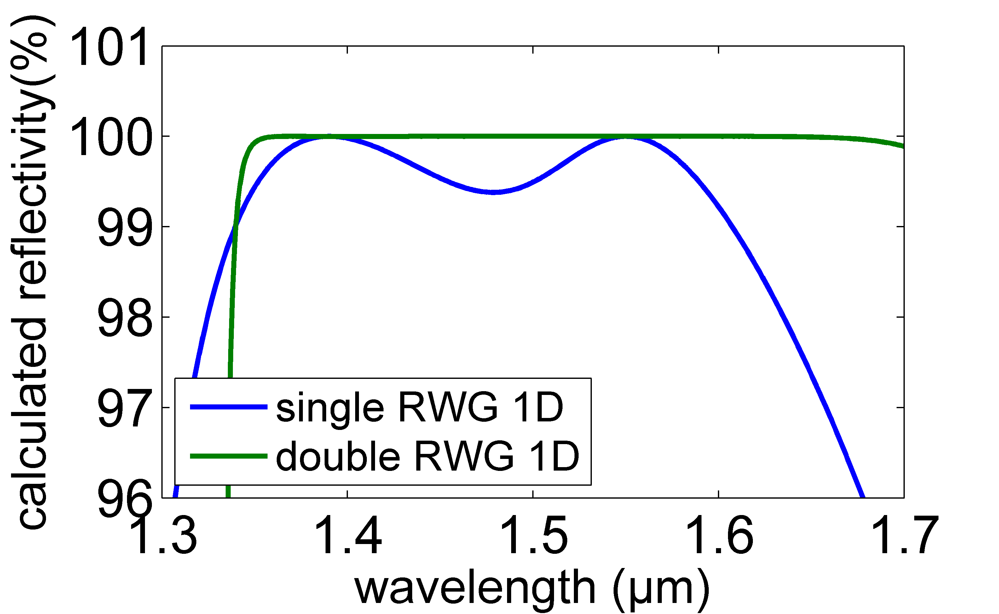 calculated reflectivity(%)
101
100
99
98
97
96
single RWG 1D
double RWG 1D
1.3 1.4 1.5 1.6 1.7
wavelength (µm)